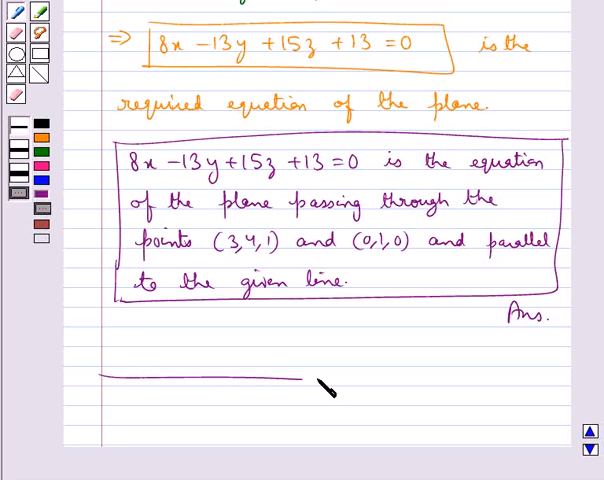 ⇒ 8x -13y +15z +13 = 0 is the
required equation of the plane.
8x -13y +15z +13 = 0 is the equation
of the plane passing through the
points (3,4,1) and (0,1,0) and parallel
to the given line.
Ans.